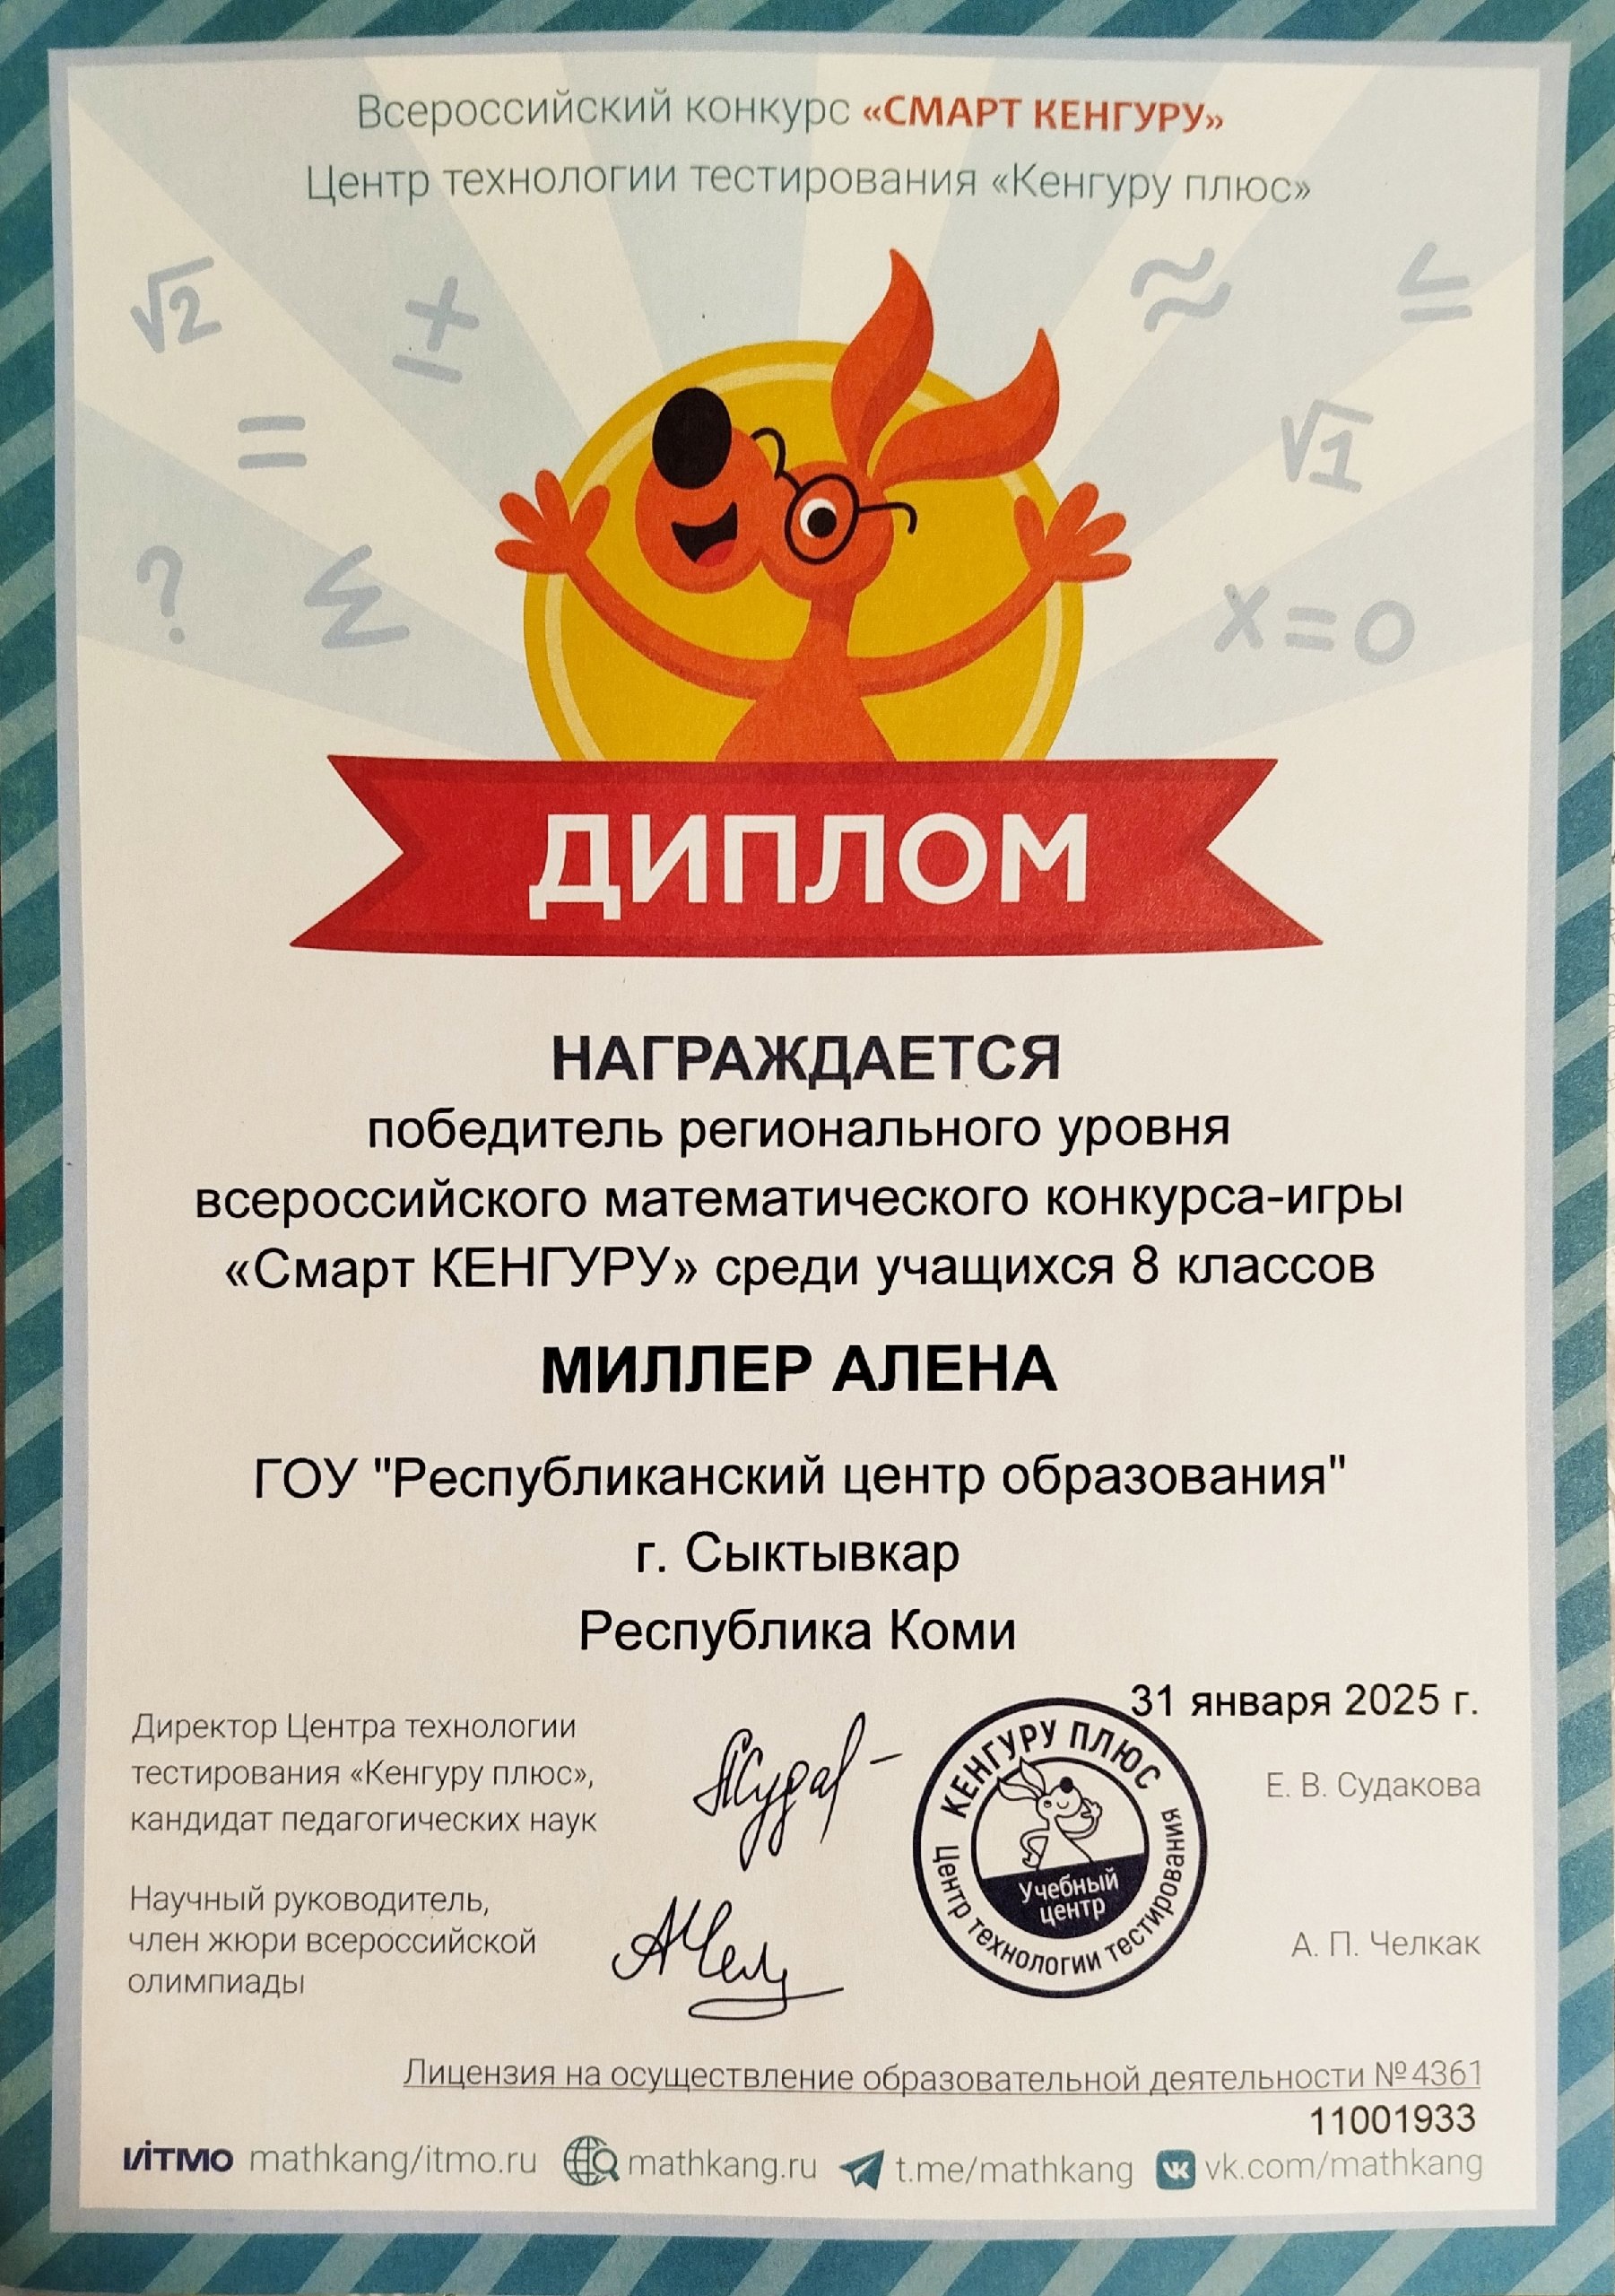 Всероссийский конкурс «СМАРТ КЕНГУРУ»
Центр технологии тестирования «Кенгуру плюс»
√2 ± ≈ ≤
= √1
? Σ x=0
ДИПЛОМ
НАГРАЖДАЕТСЯ
победитель регионального уровня
всероссийского математического конкурса-игры
«Смарт КЕНГУРУ» среди учащихся 8 классов
МИЛЛЕР АЛЕНА
ГОУ "Республиканский центр образования"
г. Сыктывкар
Республика Коми
31 января 2025 г.
Директор Центра технологии
тестирования «Кенгуру плюс»,
кандидат педагогических наук
Е. В. Судакова
КЕНГУРУ ПЛЮС
Учебный
центр
Центр технологии тестирования
Научный руководитель,
член жюри всероссийской
олимпиады
А. П. Челкак
Лицензия на осуществление образовательной деятельности №4361
11001933
ИТМО mathkang/itmo.ru mathkang.ru t.me/mathkang vk.com/mathkang